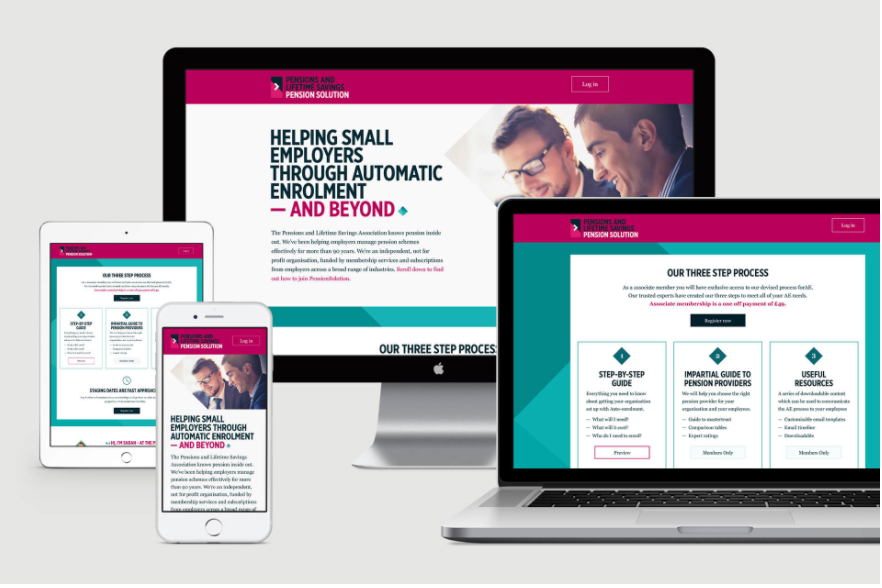 PENSIONS AND
LIFETIME SAVINGS
PENSION SOLUTION
Log in
HELPING SMALL
EMPLOYERS
THROUGH AUTOMATIC
ENROLMENT
— AND BEYOND
The Pensions and Lifetime Savings Association knows pension inside
out. We've been helping employers manage pension schemes
effectively for more than 90 years. We're an independent, not for
profit organisation, funded by membership services and subscriptions
from employers across a broad range of industries. Scroll down to find
out how to join PensionSolution.
OUR THREE STEP PROCESS
OUR THREE STEP PROCESS
Register now
STEP-BY-STEP
GUIDE
IMPARTIAL GUIDE TO
PENSION PROVIDERS
STAGING DATES ARE FAST APPROACH
PENSIONS AND
LIFETIME SAVINGS
PENSION SOLUTION
Log in
HELPING SMALL
EMPLOYERS THROUGH
AUTOMATIC ENROLMENT
— AND BEYOND
The Pensions and Lifetime Savings
Association knows pension inside out.
We've been helping employers manage
pension schemes effectively for more
than 90 years. We're an independent,
not for profit organisation, funded by
membership services and subscriptions
from employers across a broad range of
PENSIONS AND
LIFETIME SAVINGS
PENSION SOLUTION
Log in
OUR THREE STEP PROCESS
As a associate member you will have exclusive access to our devised process forAE.
Our trusted experts have created our three steps to meet all of your AE needs.
Associate membership is a one off payment of £49.
Register now
1
STEP-BY-STEP
GUIDE
Everything you need to know
about getting your organisation
set up with Auto-enrolment.
— What will I need?
— What will it cost?
— Who do I need to enrol?
Preview
2
IMPARTIAL GUIDE TO
PENSION PROVIDERS
We will help you choose the right
pension provider for your
organisation and your employees.
— Guide to mastertrust
— Comparison tables
— Expert ratings
Members Only
3
USEFUL
RESOURCES
A series of downloadable content
which can be used to communicate
the AE process to your employees
— Customisable email templates
— Email timeline
— Downloadable
Members Only